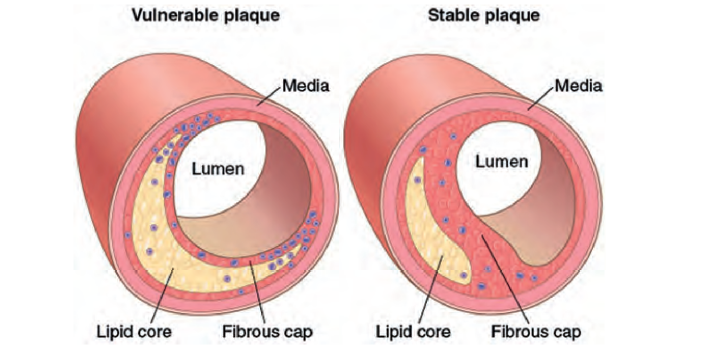 Vulnerable plaque
Stable plaque
Media
Media
Lumen
Lumen
Lipid core
Fibrous cap
Lipid core
Fibrous cap